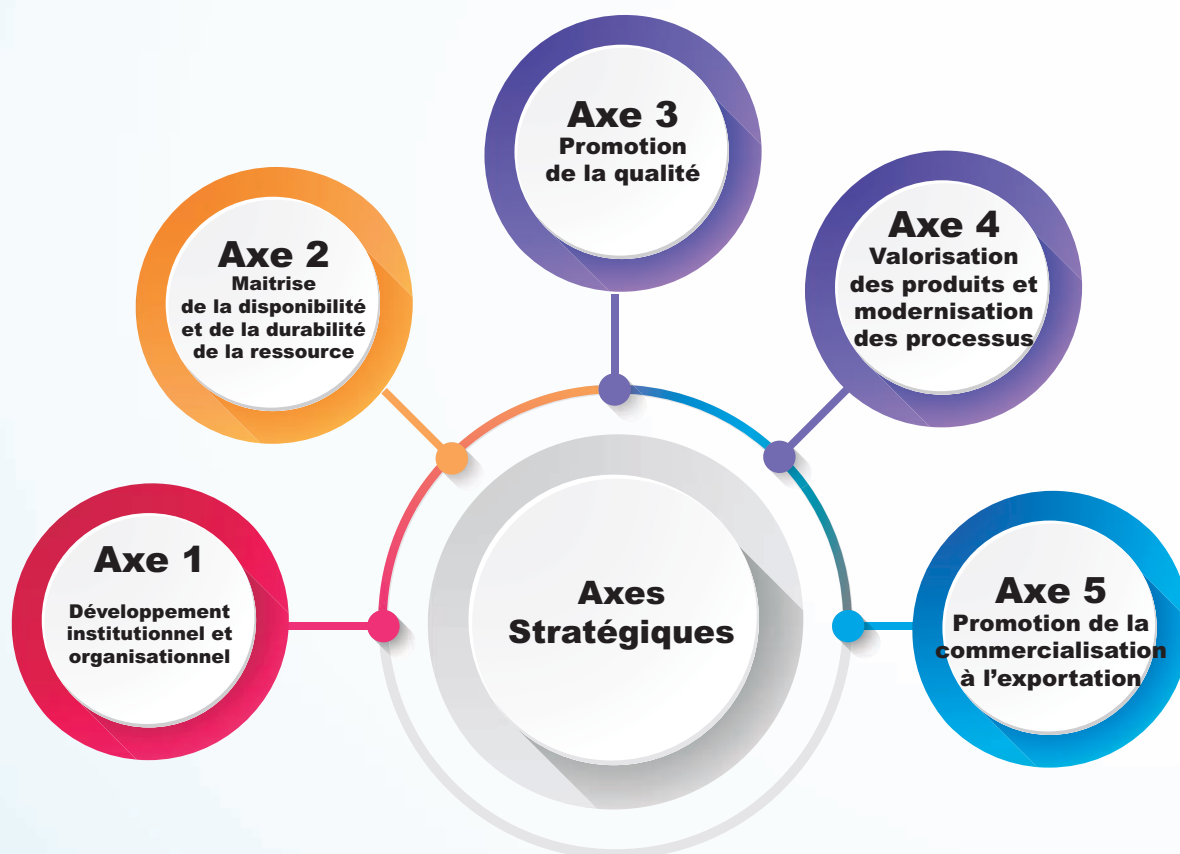 Axe 1
Développement
institutionnel et
organisationnel
Axe 2
Maitrise
de la disponibilité
et de la durabilité
de la ressource
Axe 3
Promotion
de la qualité
Axe 4
Valorisation
des produits et
modernisation
des processus
Axe 5
Promotion de la
commercialisation
à l’exportation
Axes
Stratégiques